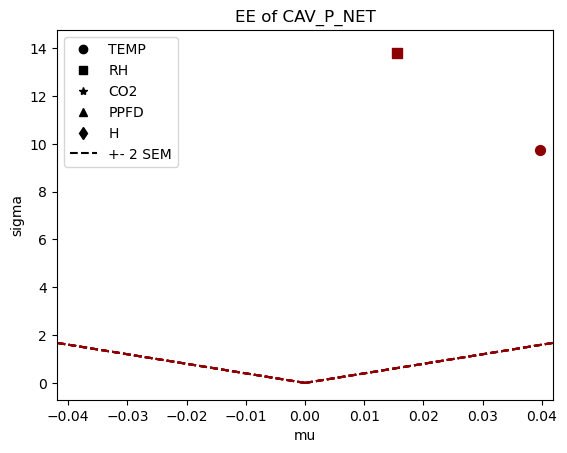 EE of CAV_P_NET
14
12
10
8
6
4
2
0
sigma
TEMP
RH
CO2
PPFD
H
+- 2 SEM
−0.04 −0.03 −0.02 −0.01 0.00 0.01 0.02 0.03 0.04
mu